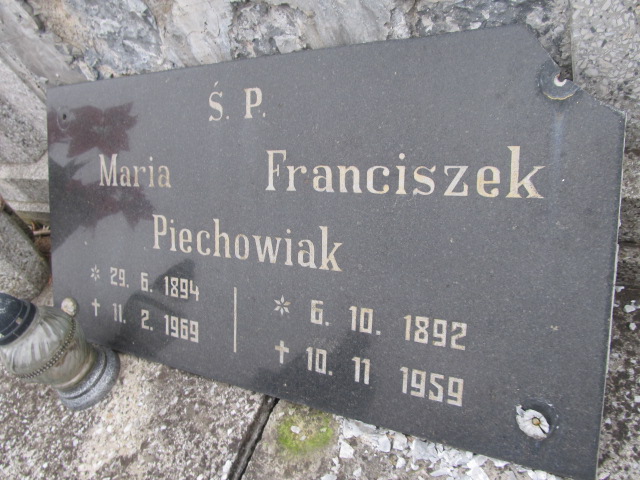 Ś. P.
Maria Franciszek
Piechowiak
* 29. 6. 1894
✝ 11. 2. 1969
* 6. 10. 1892
✝ 10. 11 1959